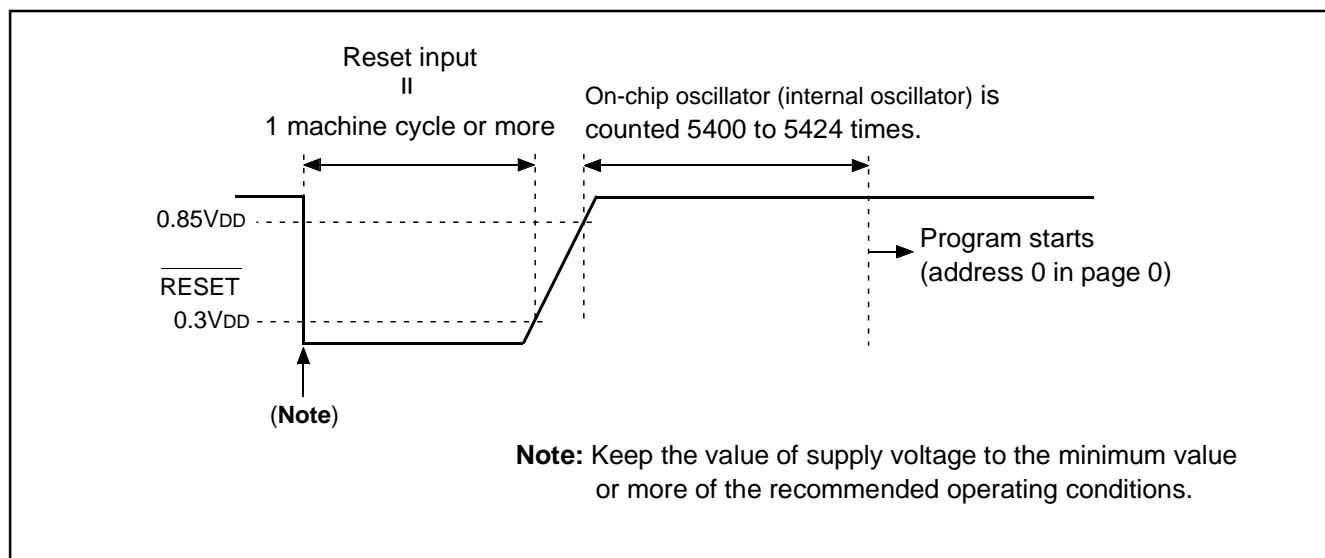 Reset input
=
1 machine cycle or more
On-chip oscillator (internal oscillator) is
counted 5400 to 5424 times.
0.85VDD
RESET
0.3VDD
Program starts
(address 0 in page 0)
(Note)
Note: Keep the value of supply voltage to the minimum value
or more of the recommended operating conditions.